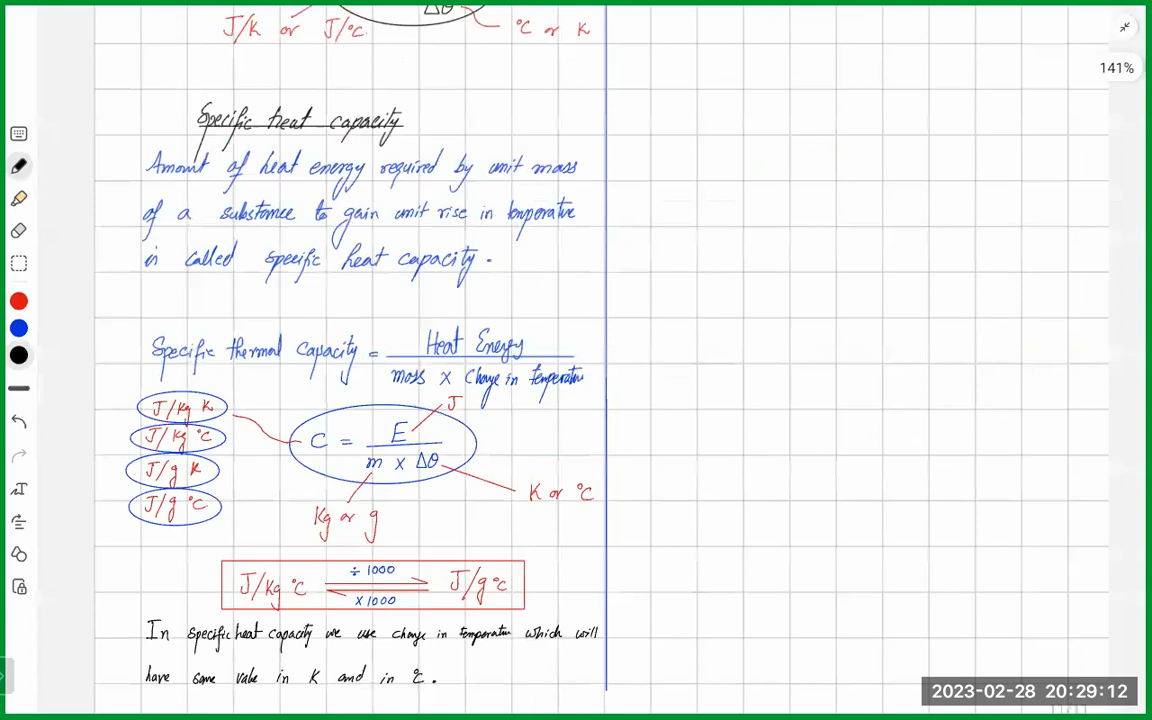 Δθ
J/K or J/°C.
°C or K
141%
Specific heat capacity
Amount of heat energy required by unit mass
of a substance to gain unit rise in temperature
is called specific heat capacity.
Specific thermal Capacity = Heat Energy
mass × Change in temperature
J/Kg K
J/Kg °C
J/g K
J/g °C
J
C = E
m × Δθ
K or °C
Kg or g
÷ 1000
J/Kg °C J/g °C
×1000
In specific heat capacity we use change in temperature which will
have same value in K and in °C.
2023-02-28 20:29:12